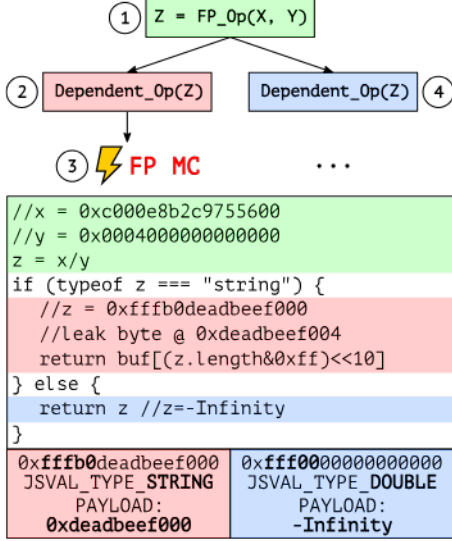 1 Z = FP_Op(X, Y)
2 Dependent_Op(Z) Dependent_Op(Z) 4
3 FP MC ...
//x = 0xc000e8b2c9755600
//y = 0x0004000000000000
z = x/y
if (typeof z === "string") {
//z = 0xfffb0deadbeef000
//leak byte @ 0xdeadbeef004
return buf[(z.length&0xff)<<10]
} else {
return z //z=-Infinity
}
0xfffb0deadbeef000 0xfff0000000000000
JSVAL_TYPE_STRING JSVAL_TYPE_DOUBLE
PAYLOAD: PAYLOAD:
0xdeadbeef000 -Infinity